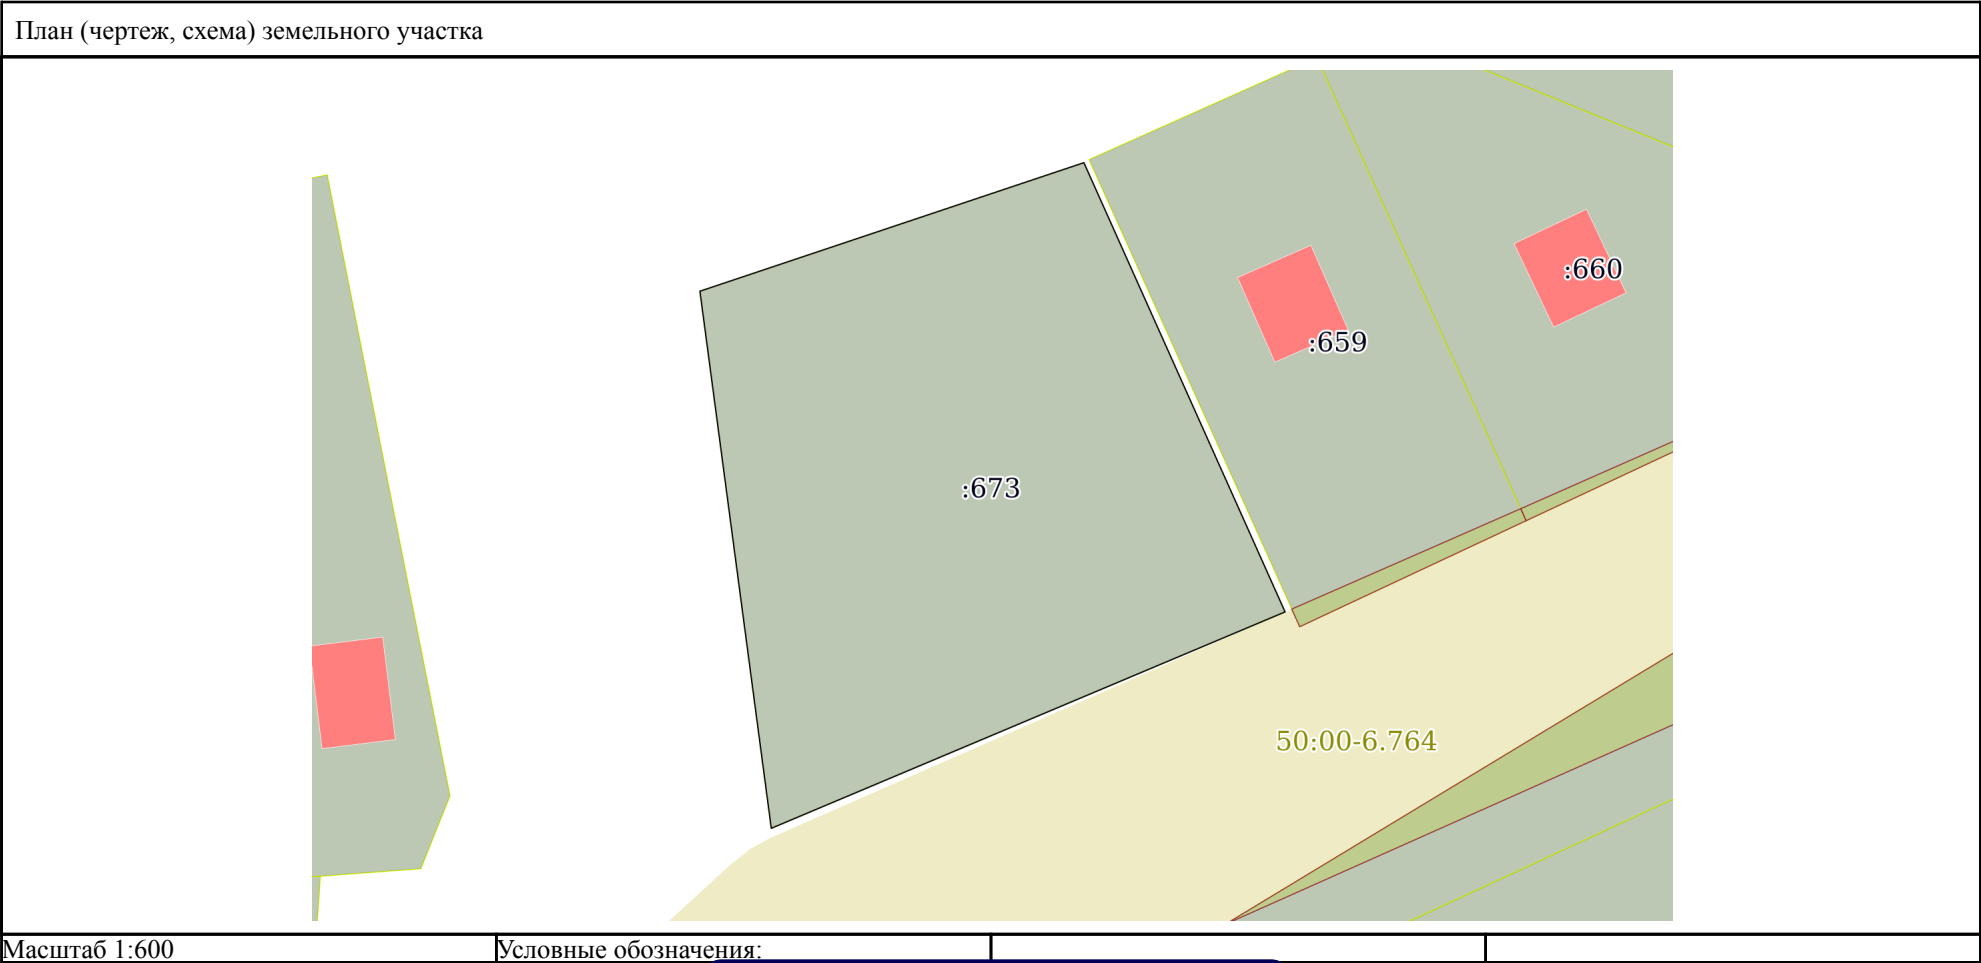 План (чертеж, схема) земельного участка
:660
:659
:673
50:00-6.764
Масштаб 1:600
Условные обозначения: